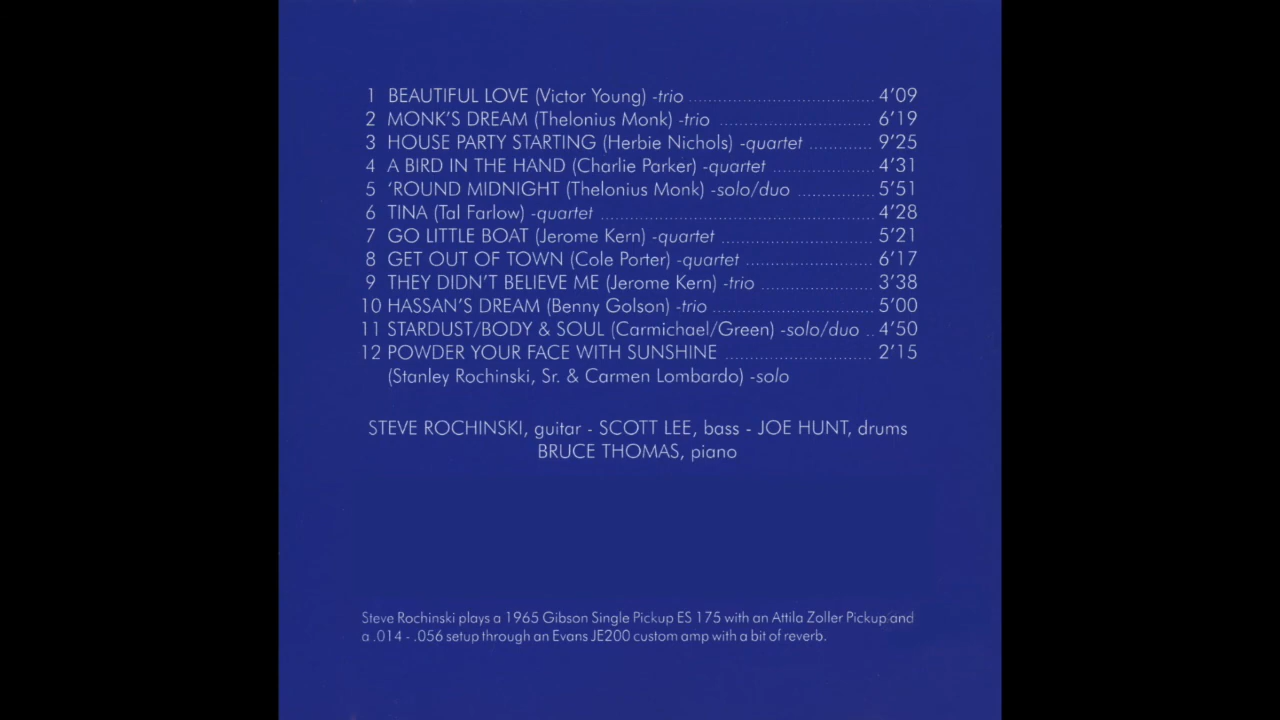 1 BEAUTIFUL LOVE (Victor Young) -trio ................................... 4’09
2 MONK’S DREAM (Thelonius Monk) -trio ............................. 6’19
3 HOUSE PARTY STARTING (Herbie Nichols) -quartet ............ 9’25
4 A BIRD IN THE HAND (Charlie Parker) -quartet ................... 4’31
5 ‘ROUND MIDNIGHT (Thelonius Monk) -solo/duo .............. 5’51
6 TINA (Tal Farlow) -quartet .................................................... 4’28
7 GO LITTLE BOAT (Jerome Kern) -quartet ............................. 5’21
8 GET OUT OF TOWN (Cole Porter) -quartet ........................ 6’17
9 THEY DIDN’T BELIEVE ME (Jerome Kern) -trio ..................... 3’38
10 HASSAN’S DREAM (Benny Golson) -trio ............................... 5’00
11 STARDUST/BODY & SOUL (Carmichael/Green) -solo/duo .. 4’50
12 POWDER YOUR FACE WITH SUNSHINE ............................ 2’15
(Stanley Rochinski, Sr. & Carmen Lombardo) -solo
STEVE ROCHINSKI, guitar - SCOTT LEE, bass - JOE HUNT, drums
BRUCE THOMAS, piano
Steve Rochinski plays a 1965 Gibson Single Pickup ES 175 with an Attila Zoller Pickup and
a .014 - .056 setup through an Evans JE200 custom amp with a bit of reverb.